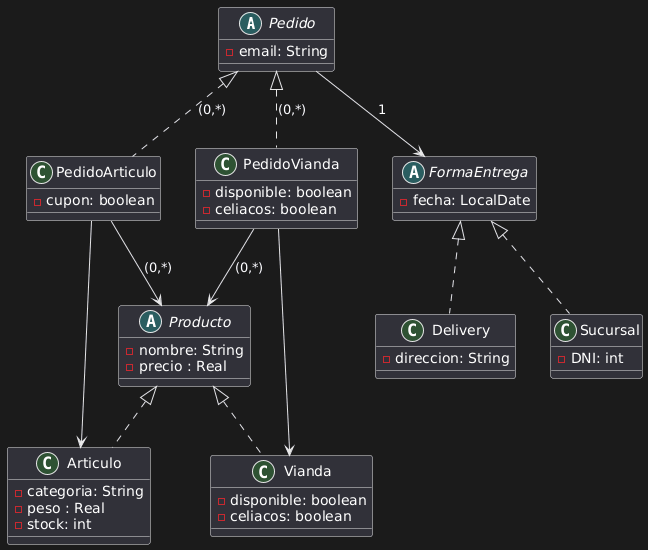 A Pedido
email: String
(0,*)
(0,*)
1
C PedidoArticulo
cupon: boolean
C PedidoVianda
disponible: boolean
celiacos: boolean
A FormaEntrega
fecha: LocalDate
(0,*)
(0,*)
A Producto
nombre: String
precio : Real
C Delivery
direccion: String
C Sucursal
DNI: int
C Articulo
categoria: String
peso : Real
stock: int
C Vianda
disponible: boolean
celiacos: boolean